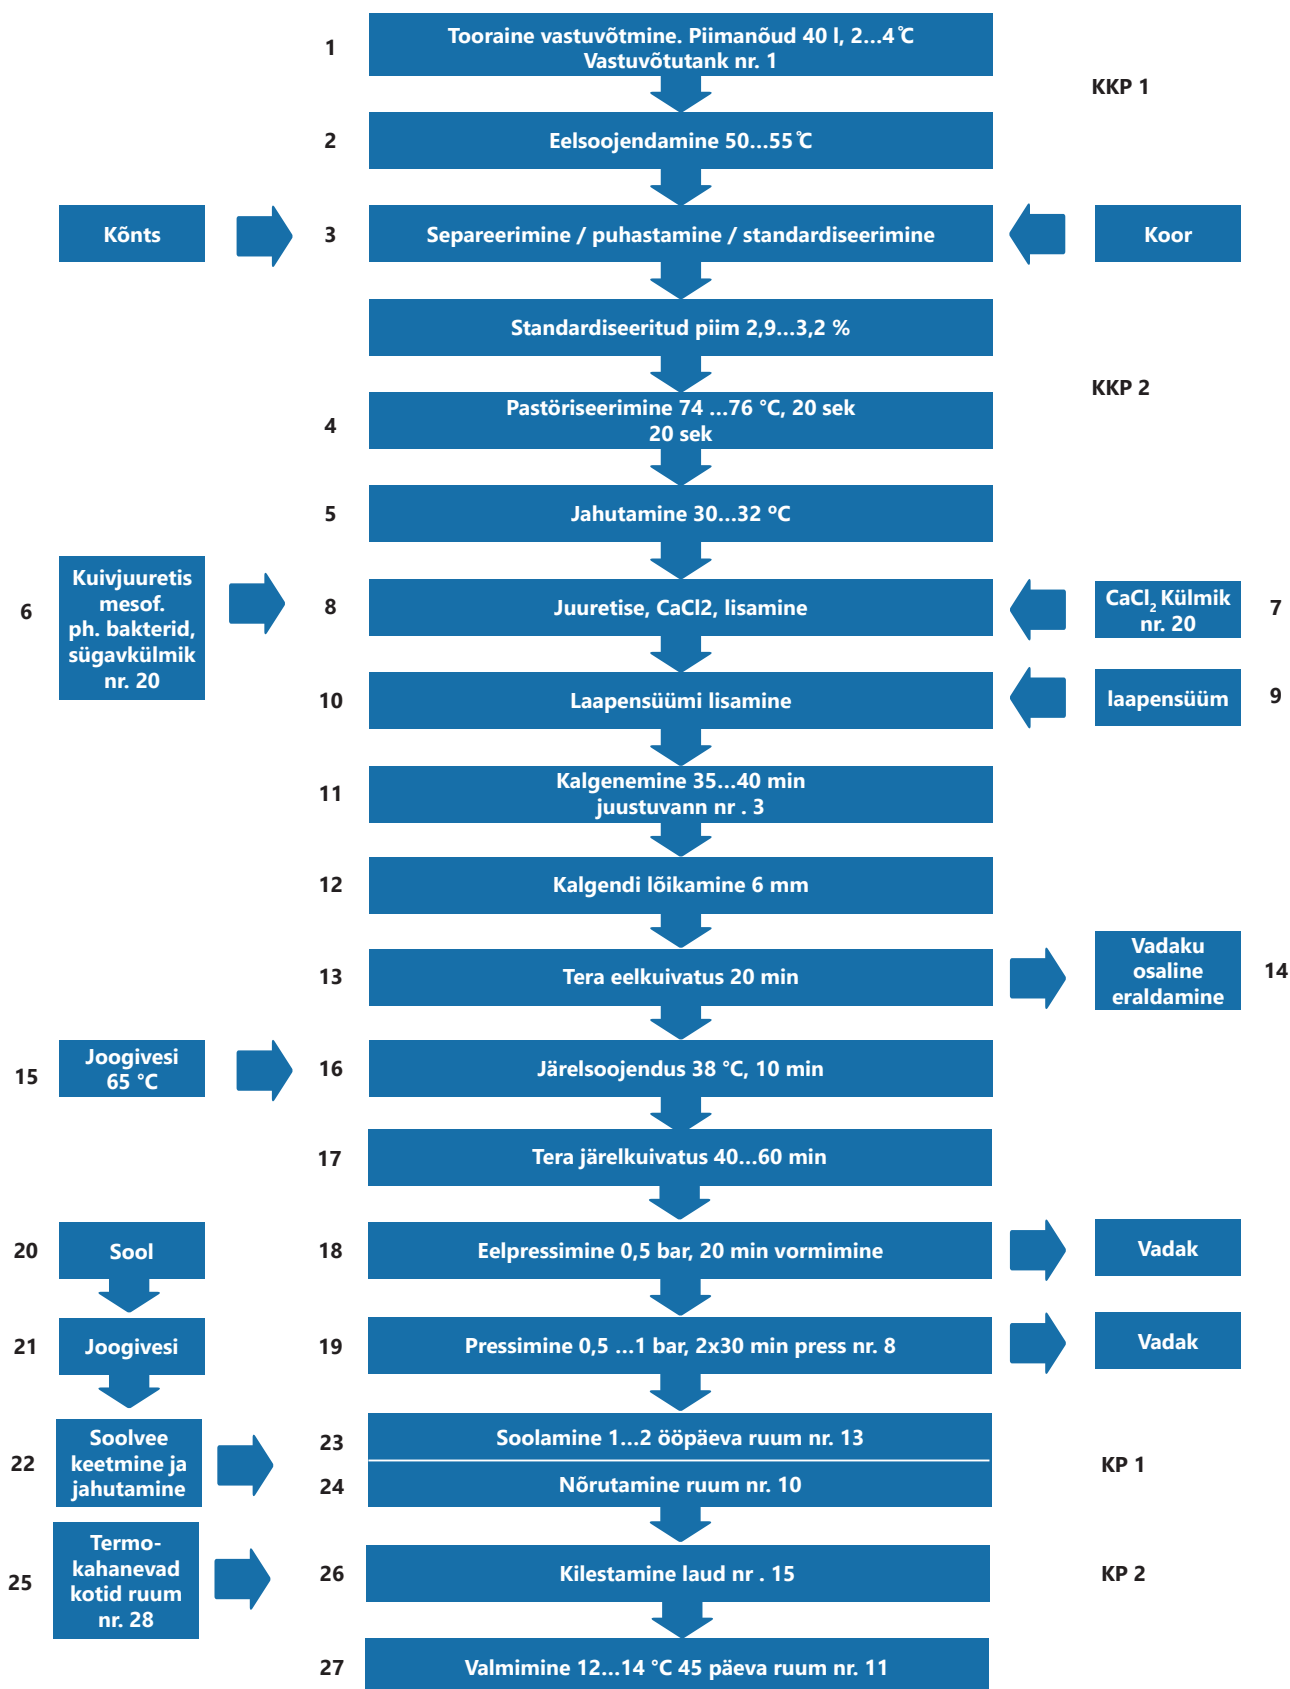 1
Tooraine vastuvõtmine. Piimanõud 40 l, 2…4 ̊C
Vastuvõtutank nr. 1
KKP 1
2
Eelsoojendamine 50…55 ̊C
Kõnts
3
Separeerimine / puhastamine / standardiseerimine
Koor
Standardiseeritud piim 2,9…3,2 %
KKP 2
4
Pastöriseerimine 74 …76 °C, 20 sek
20 sek
5
Jahutamine 30…32 ºC
6
Kuivjuuretis
mesof.
ph. bakterid,
sügavkülmik
nr. 20
8
Juuretise, CaCl2, lisamine
CaCl₂ Külmik
nr. 20
7
10
Laapensüümi lisamine
laapensüüm
9
11
Kalgenemine 35…40 min
juustuvann nr . 3
12
Kalgendi lõikamine 6 mm
13
Tera eelkuivatus 20 min
Vadaku
osaline
eraldamine
14
15
Joogivesi
65 °C
16
Järelsoojendus 38 °C, 10 min
17
Tera järelkuivatus 40…60 min
20
Sool
18
Eelpressimine 0,5 bar, 20 min vormimine
Vadak
21
Joogivesi
19
Pressimine 0,5 …1 bar, 2x30 min press nr. 8
Vadak
22
Soolvee
keetmine ja
jahutamine
23
Soolamine 1…2 ööpäeva ruum nr. 13
24
Nõrutamine ruum nr. 10
KP 1
25
Termo-
kahanevad
kotid ruum
nr. 28
26
Kilestamine laud nr . 15
KP 2
27
Valmimine 12…14 °C 45 päeva ruum nr. 11